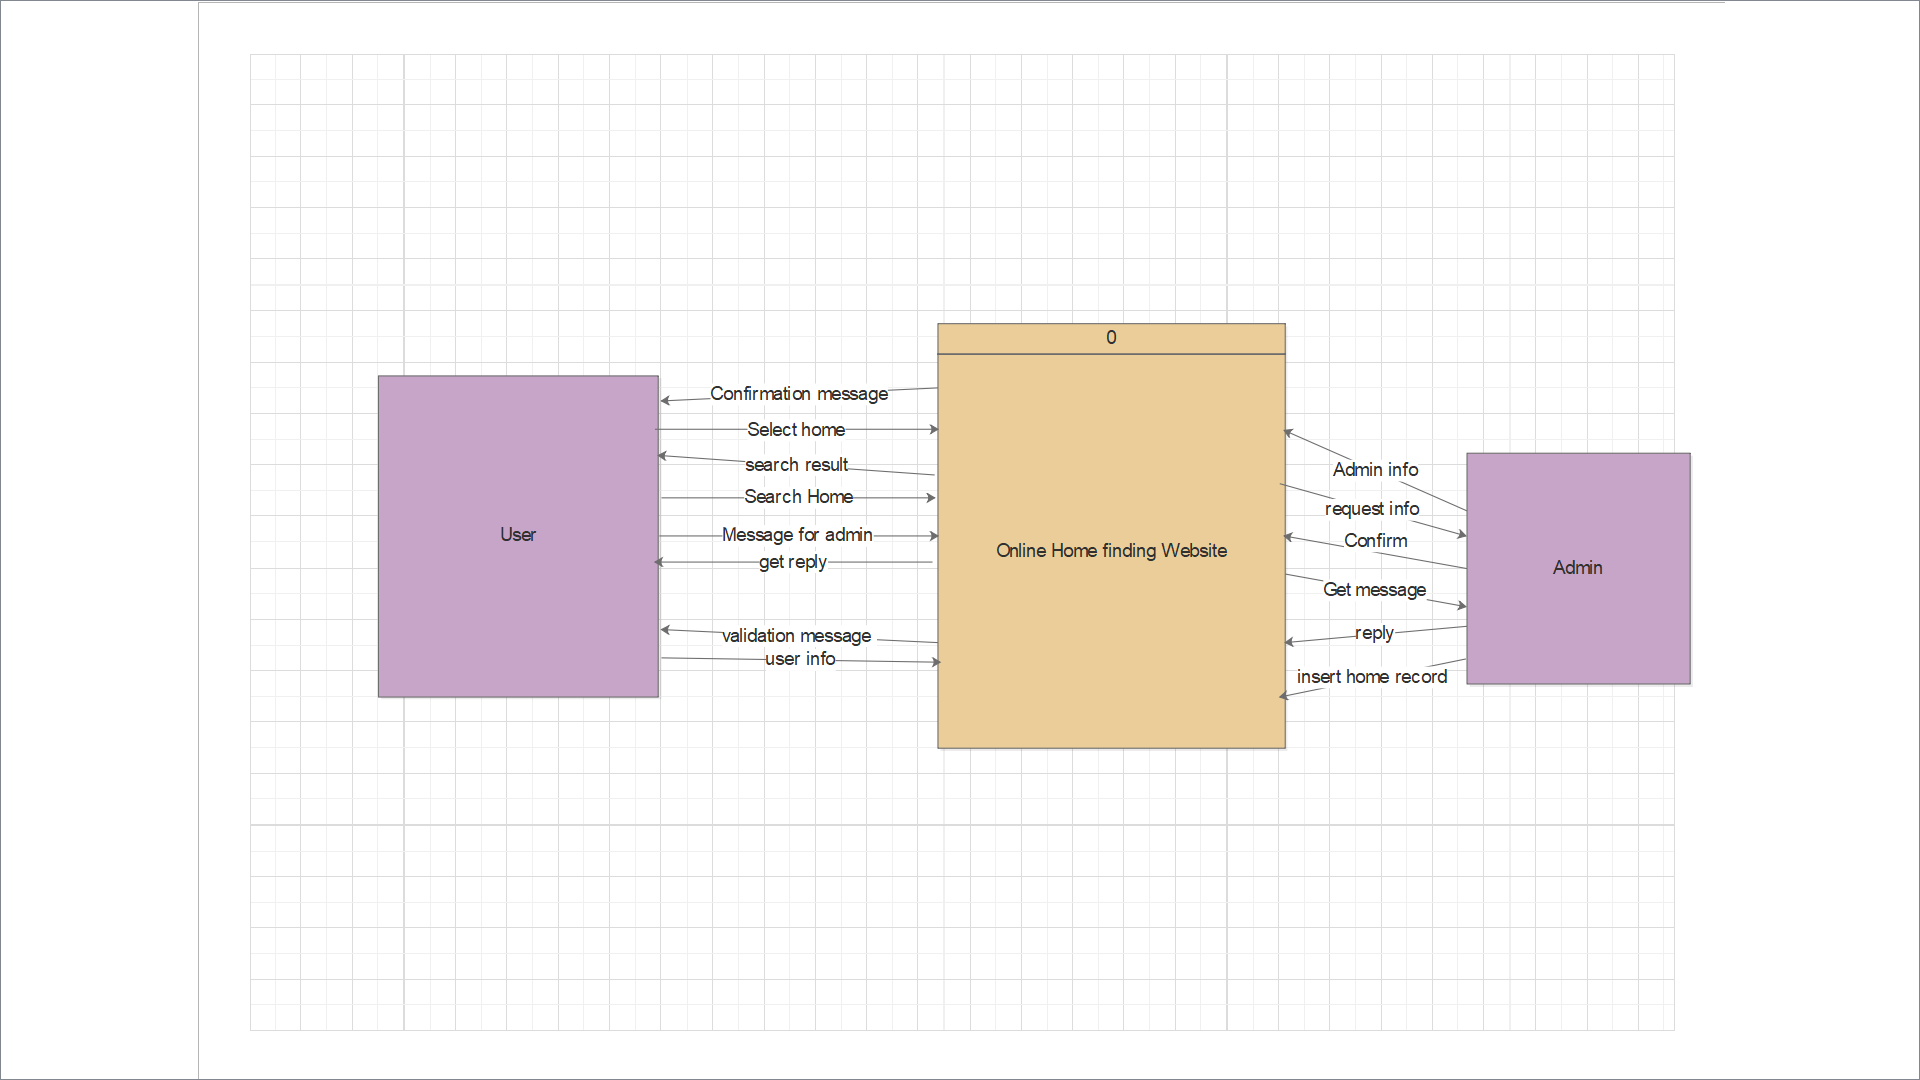 0
Confirmation message
Select home
search result
Search Home
Message for admin
get reply
validation message
user info
User
Online Home finding Website
Admin info
request info
Confirm
Get message
reply
insert home record
Admin